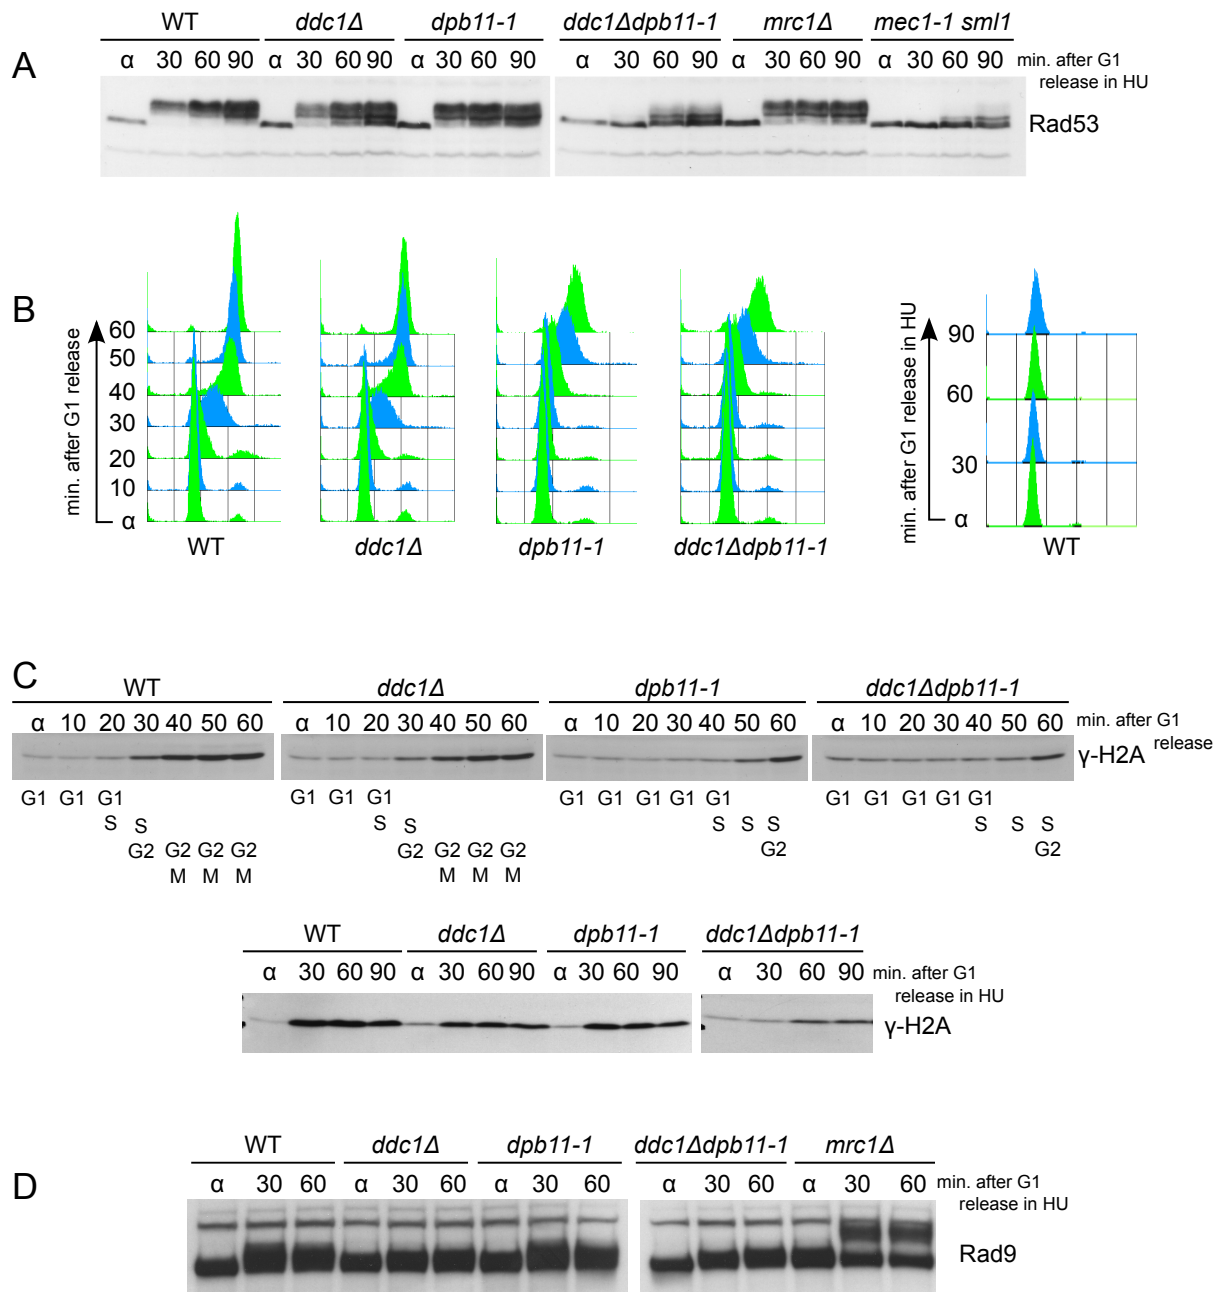 A
WT ddc1Δ dpb11-1 ddc1Δdpb11-1 mrc1Δ mec1-1 sml1
α 30 60 90 α 30 60 90 α 30 60 90 α 30 60 90 α 30 60 90 α 30 60 90 min. after G1
release in HU
Rad53
B
min. after G1 release
60
50
40
30
20
10
α
WT ddc1Δ dpb11-1 ddc1Δdpb11-1
min. after G1 release in HU
90
60
30
α
WT
C
WT ddc1Δ dpb11-1 ddc1Δdpb11-1
α 10 20 30 40 50 60 α 10 20 30 40 50 60 α 10 20 30 40 50 60 α 10 20 30 40 50 60 min. after G1
release
γ-H2A
G1 G1 G1 G1 G1 G1 G1 G1 G1 G1 G1 G1 G1 G1 G1 G1
S S S S S S S S S S
G2 G2 G2 G2 G2 G2 G2 G2 G2 G2
M M M M M M
WT ddc1Δ dpb11-1 ddc1Δdpb11-1
α 30 60 90 α 30 60 90 α 30 60 90 α 30 60 90 min. after G1
release in HU
γ-H2A
D
WT ddc1Δ dpb11-1 ddc1Δdpb11-1 mrc1Δ
α 30 60 α 30 60 α 30 60 α 30 60 α 30 60 min. after G1
release in HU
Rad9